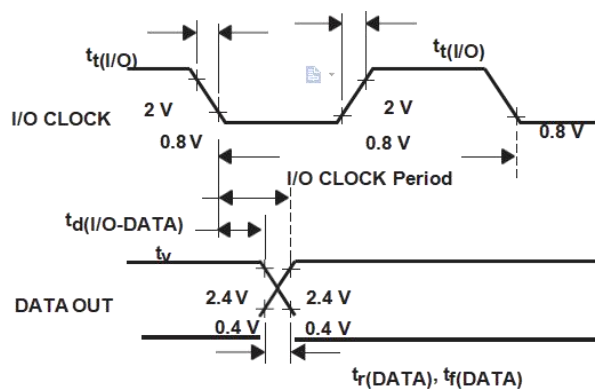 tt(I/O)
tt(I/O)
I/O CLOCK
2 V
2 V
0.8 V
0.8 V
0.8 V
I/O CLOCK Period
td(I/O-DATA)
tv
DATA OUT
2.4 V
2.4 V
0.4 V
0.4 V
tr(DATA), tf(DATA)